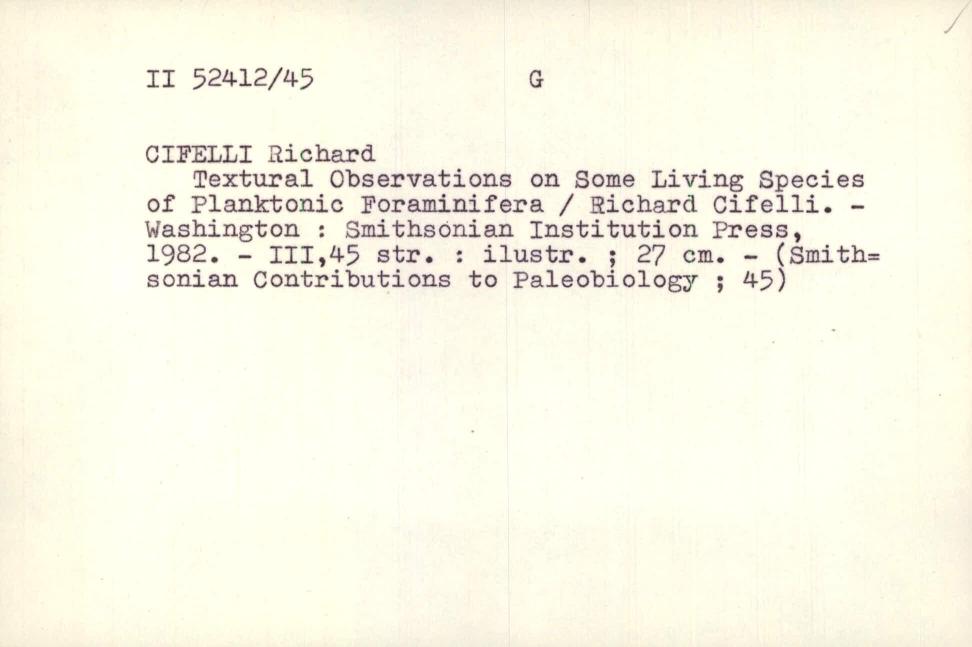 II 52412/45 G
CIFELLI Richard
Textural Observations on Some Living Species
of Planktonic Foraminifera / Richard Cifelli. -
Washington : Smithsonian Institution Press,
1982. - III,45 str. : ilustr. ; 27 cm. - (Smith=
sonian Contributions to Paleobiology ; 45)